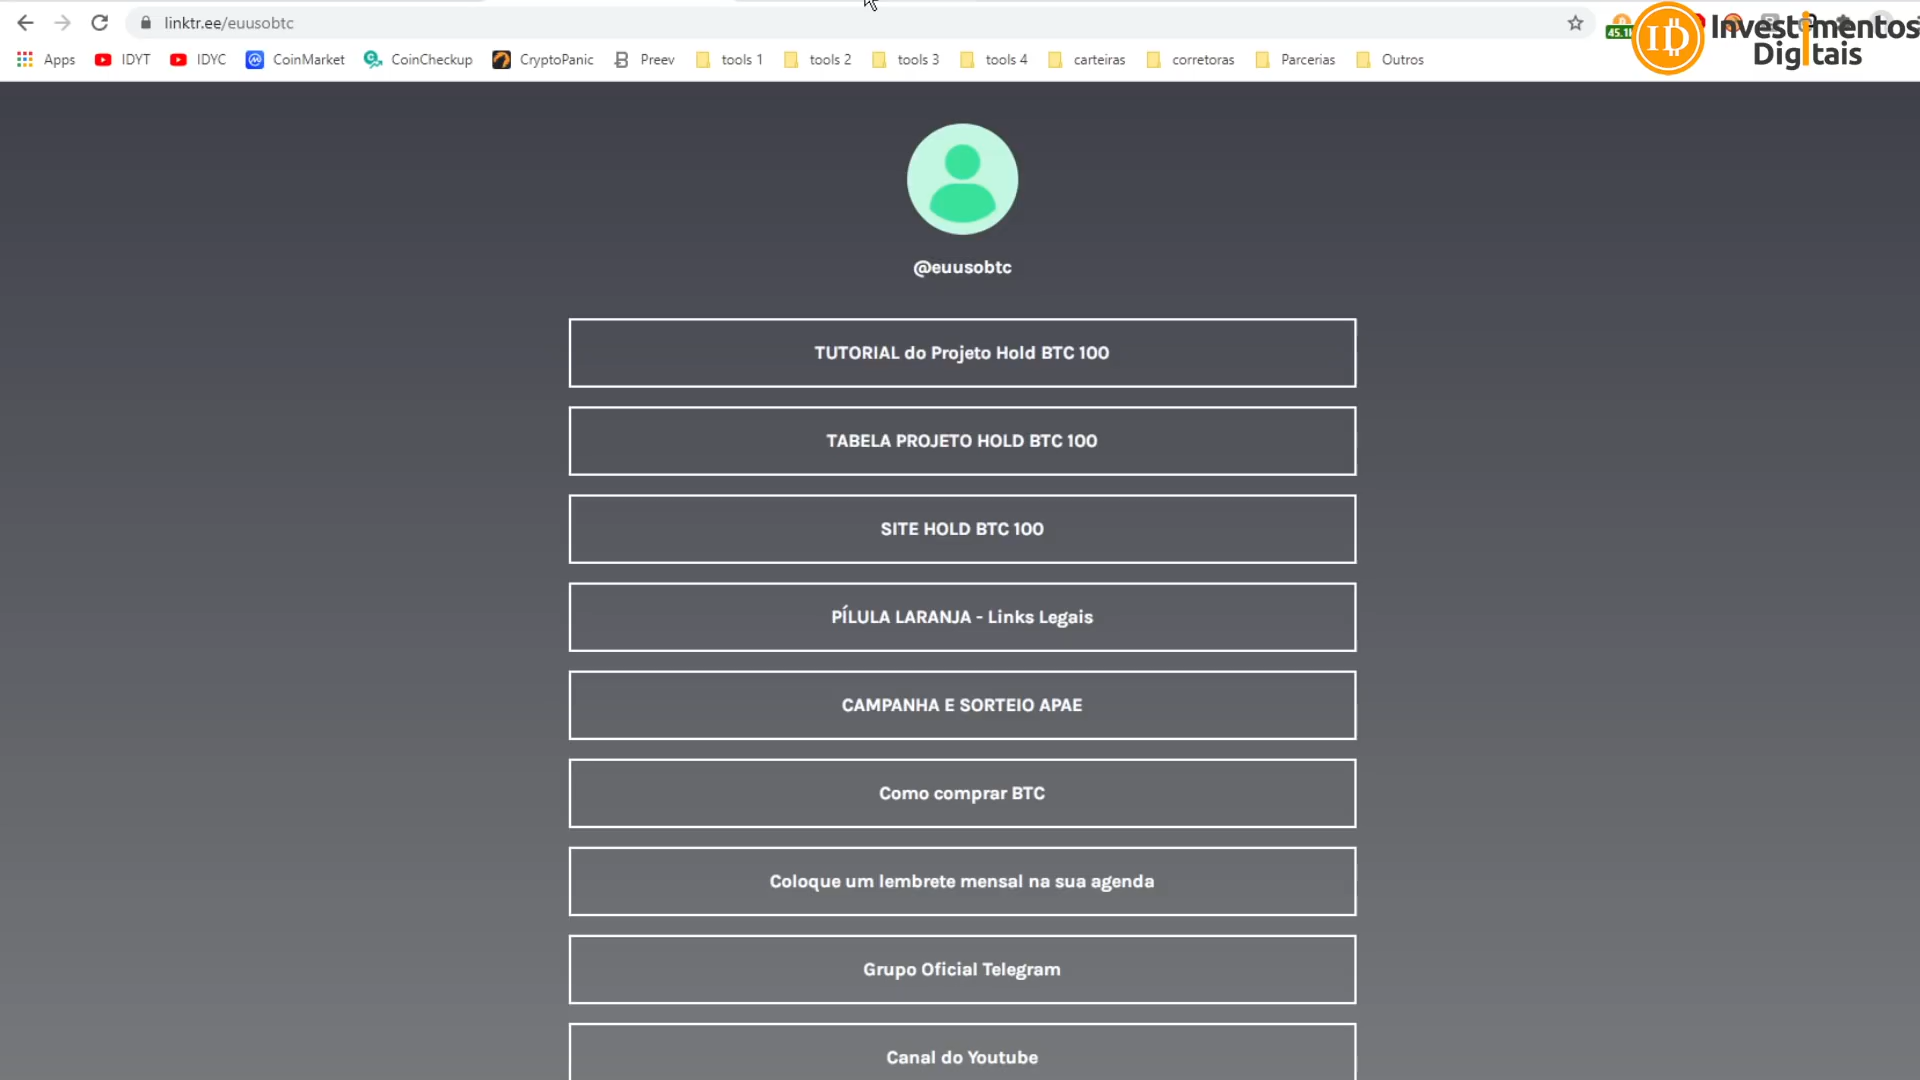 linktr.ee/euusobtc
45.1
Apps IDYT IDYC CoinMarket CoinCheckup CryptoPanic Preev tools 1 tools 2 tools 3 tools 4 carteiras corretoras Parcerias Outros
ID Investimentos
Digitais
@euusobtc
TUTORIAL do Projeto Hold BTC 100
TABELA PROJETO HOLD BTC 100
SITE HOLD BTC 100
PÍLULA LARANJA - Links Legais
CAMPANHA E SORTEIO APAE
Como comprar BTC
Coloque um lembrete mensal na sua agenda
Grupo Oficial Telegram
Canal do Youtube